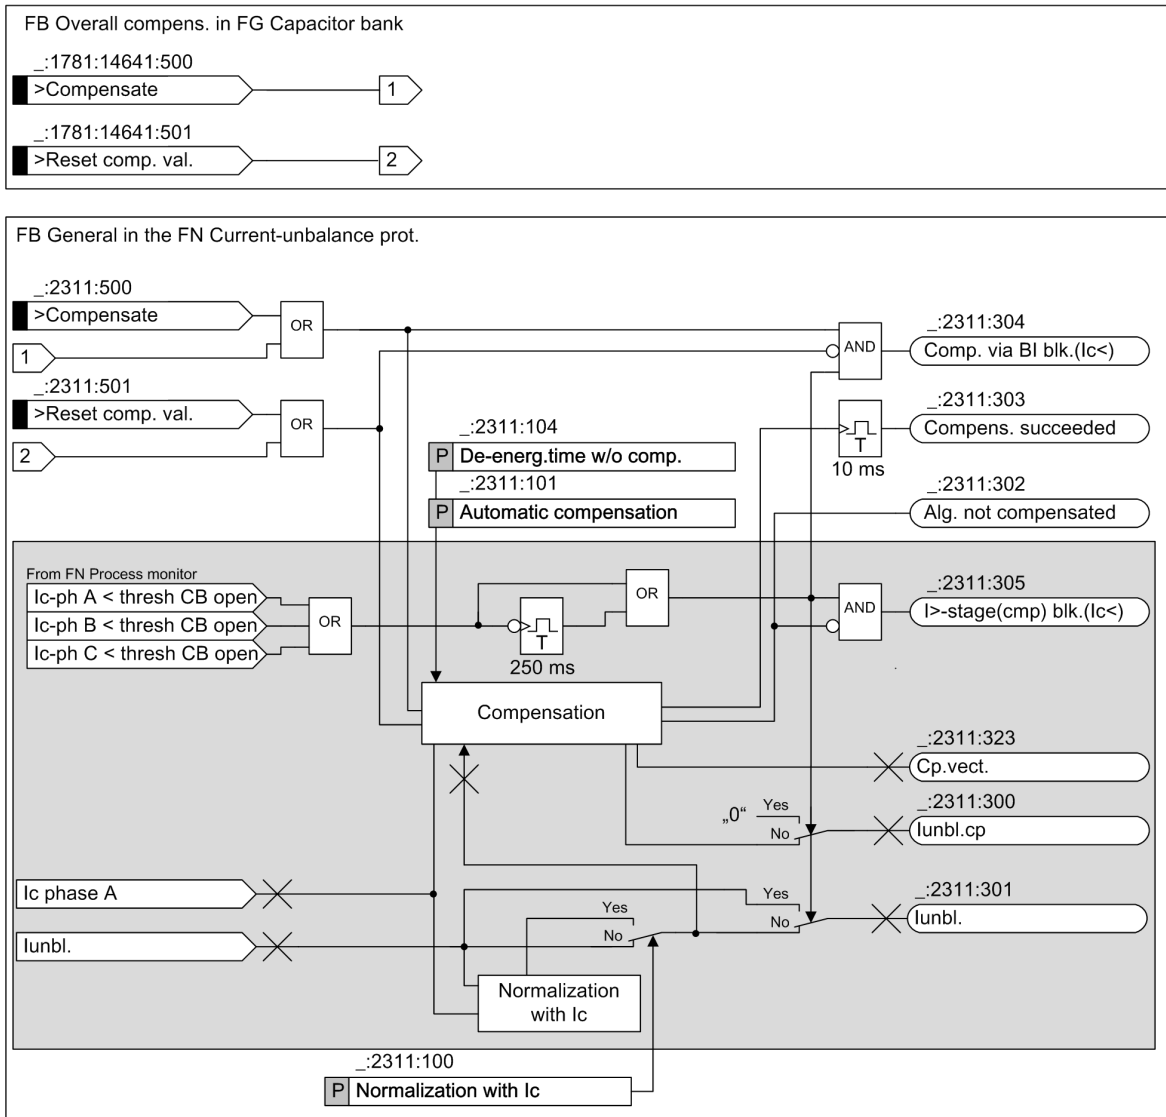 FB Overall compens. in FG Capacitor bank
_:1781:14641:500
>Compensate
1
_:1781:14641:501
>Reset comp. val.
2
FB General in the FN Current-unbalance prot.
_:2311:500
>Compensate
OR
1
_:2311:304
AND
Comp. via BI blk.(Ic<)
_:2311:501
>Reset comp. val.
OR
2
_:2311:303
Compens. succeeded
T
10 ms
_:2311:104
P De-energ.time w/o comp.
_:2311:101
P Automatic compensation
_:2311:302
Alg. not compensated
From FN Process monitor
Ic-ph A < thresh CB open
Ic-ph B < thresh CB open
Ic-ph C < thresh CB open
OR
T
250 ms
OR
_:2311:305
AND
I>-stage(cmp) blk.(Ic<)
Compensation
_:2311:323
Cp.vect.
_:2311:300
„0“ Yes
No
Iunbl.cp
Ic phase A
Iunbl.
Yes
No
_:2311:301
Yes
No
Iunbl.
Normalization
with Ic
_:2311:100
P Normalization with Ic